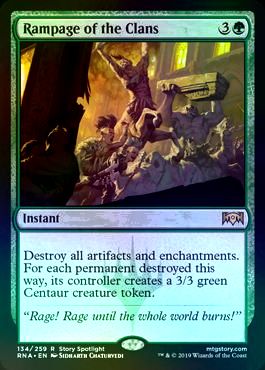 Rampage of the Clans 3
Instant
Destroy all artifacts and enchantments.
For each permanent destroyed this
way, its controller creates a 3/3 green
Centaur creature token.
“Rage! Rage until the whole world burns!”
134/259 R Story Spotlight mtgstory.com
RNA • EN Sidharth Chaturvedi ™ & © 2019 Wizards of the Coast